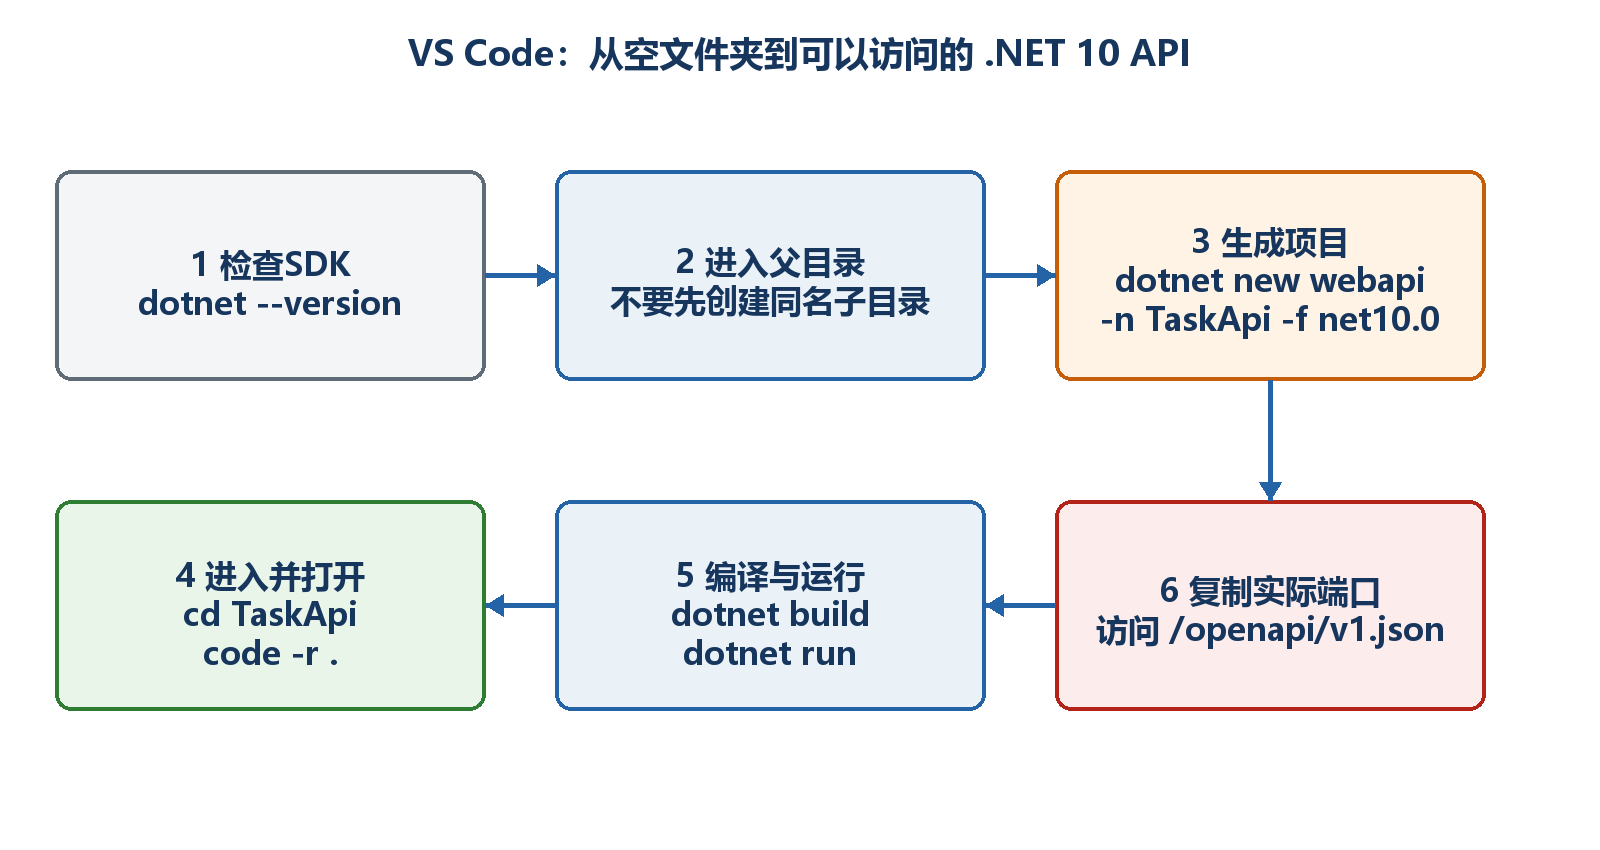 VS Code：从空文件夹到可以访问的 .NET 10 API
1 检查SDK
dotnet --version
2 进入父目录
不要先创建同名子目录
3 生成项目
dotnet new webapi
-n TaskApi -f net10.0
4 进入并打开
cd TaskApi
code -r .
5 编译与运行
dotnet build
dotnet run
6 复制实际端口
访问 /openapi/v1.json